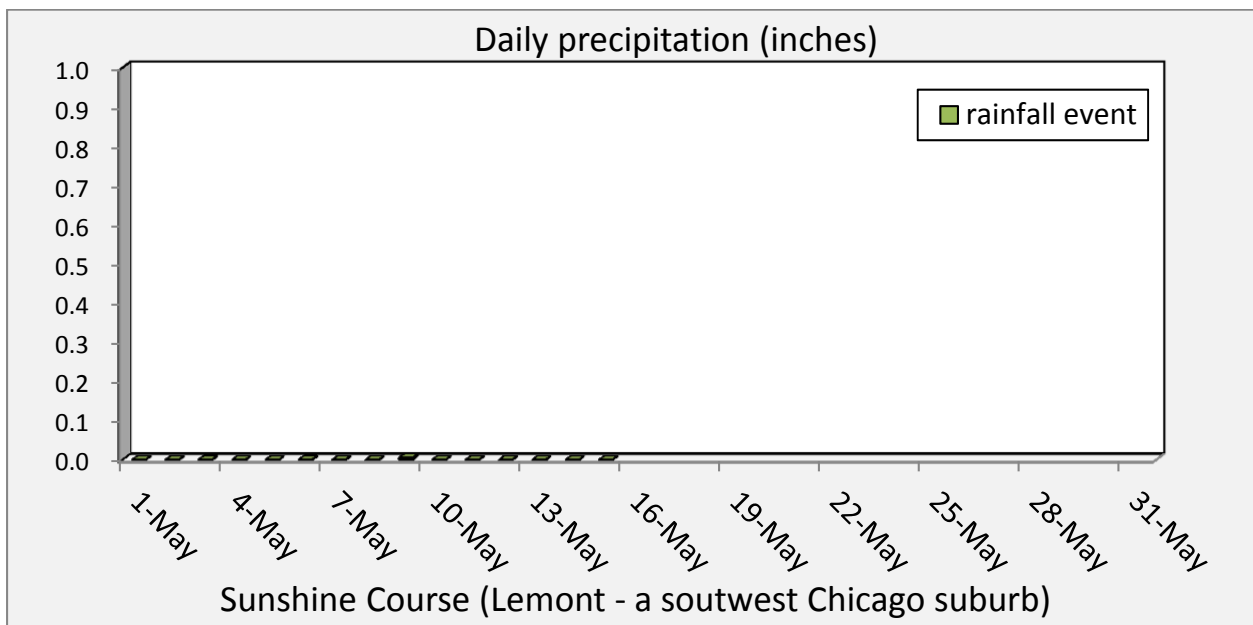 Daily precipitation (inches)
1.0
0.9
0.8
0.7
0.6
0.5
0.4
0.3
0.2
0.1
0.0
rainfall event
1-May
4-May
7-May
10-May
13-May
16-May
19-May
22-May
25-May
28-May
31-May
Sunshine Course (Lemont - a soutwest Chicago suburb)